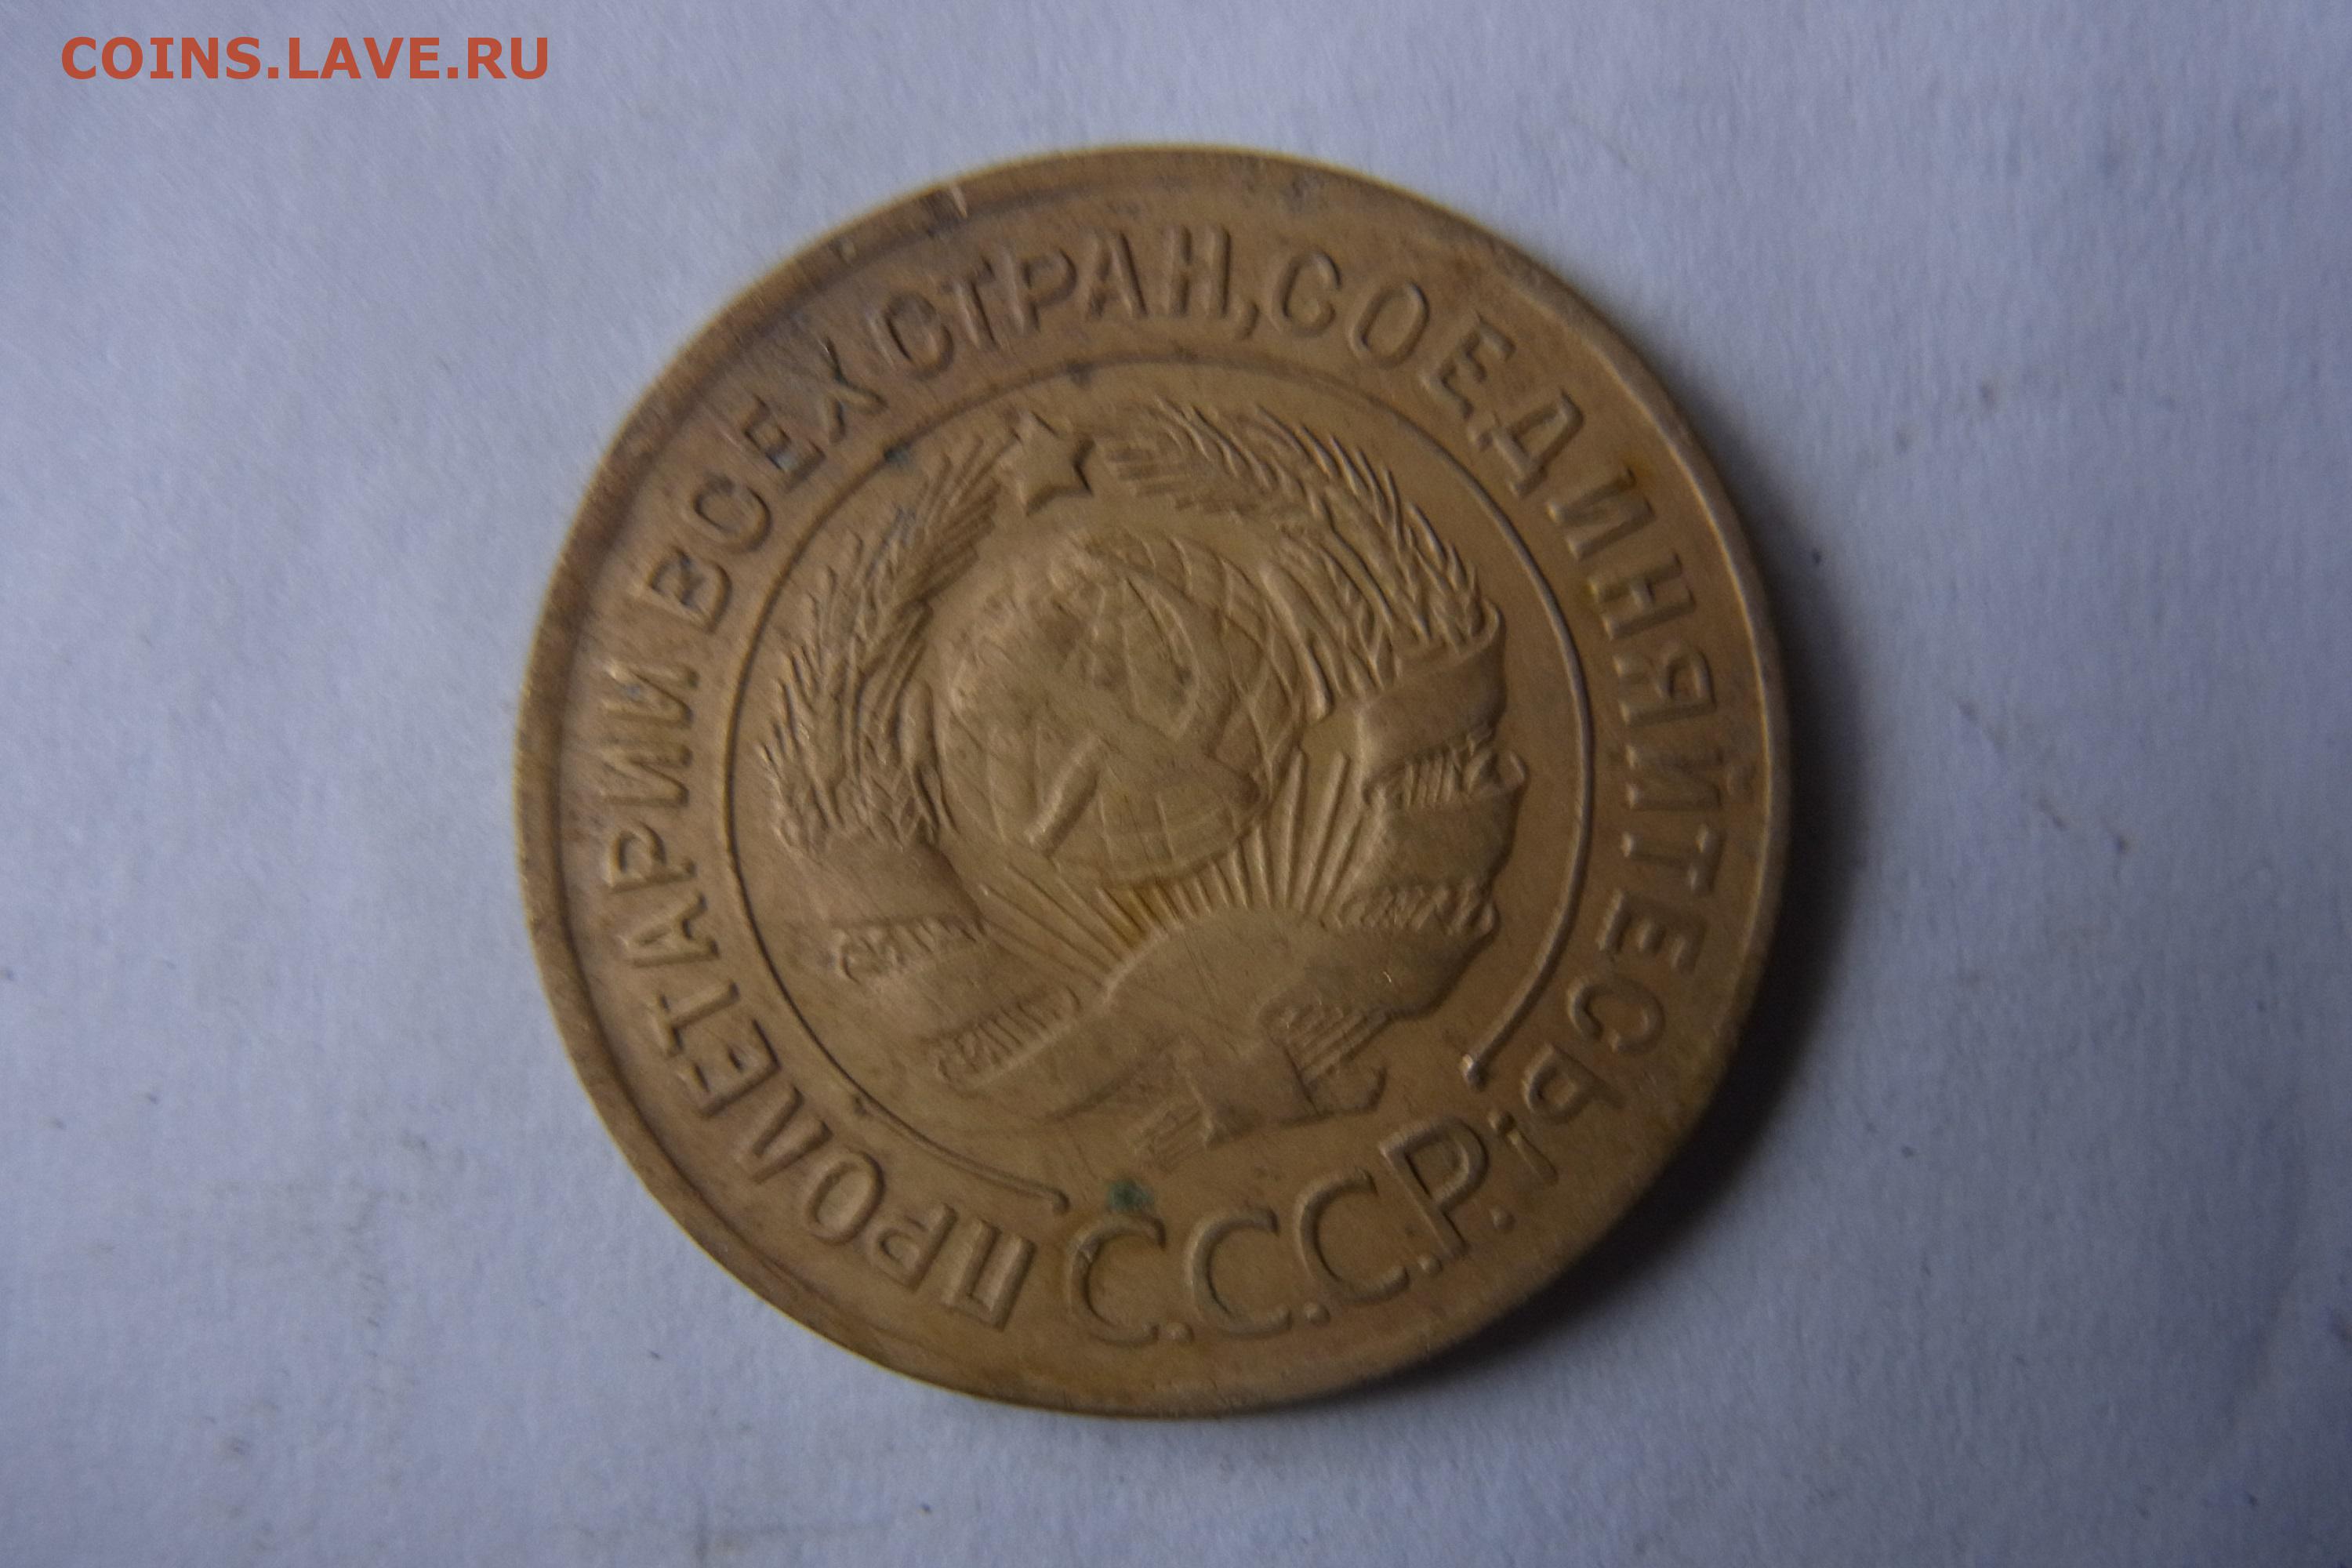 COINS.LAVE.RU
ПРОЛЕТАРИИ ВСЕХ СТРАН, СОЕДИНЯЙТЕСЬ!
С.С.С.Р.